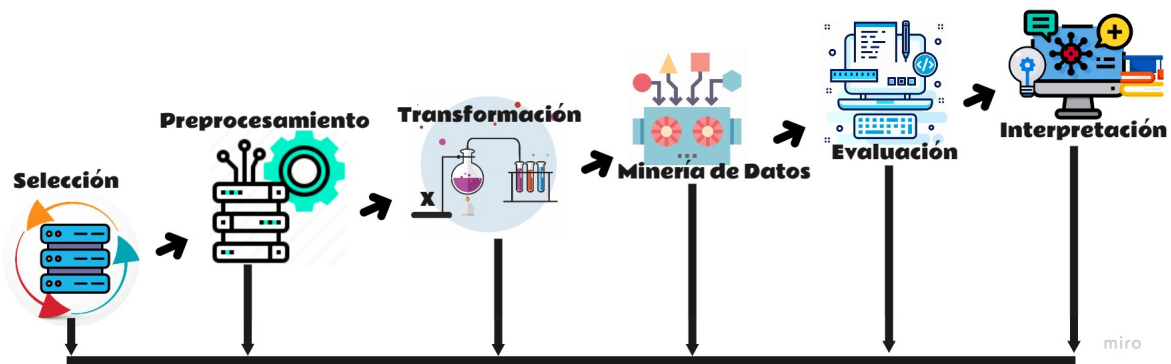 Selección
Preprocesamiento
Transformación
X
Minería de Datos
Evaluación
Interpretación
miro